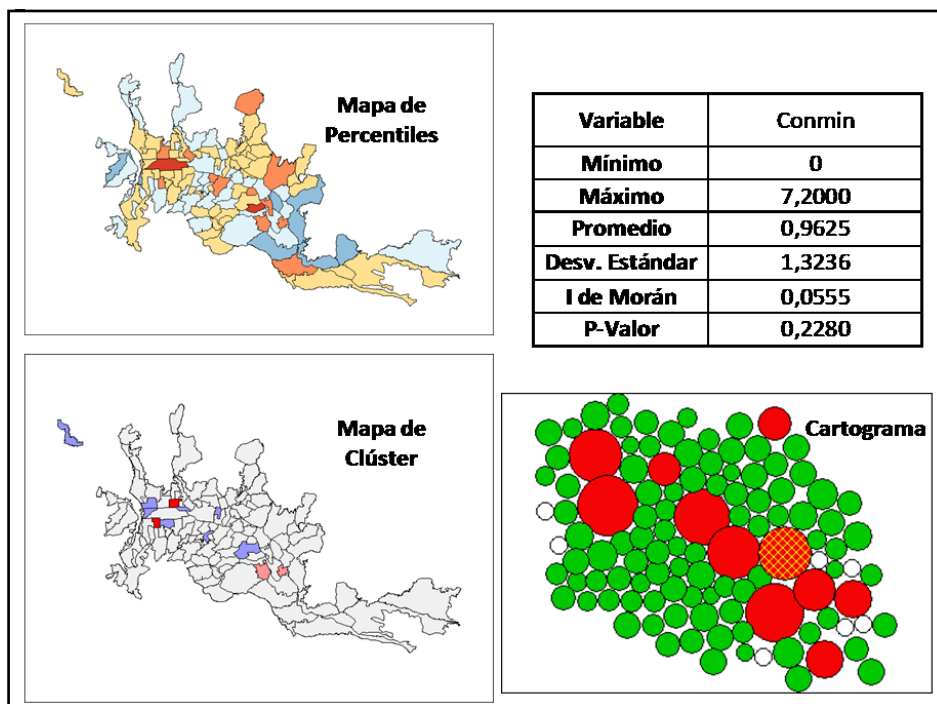 Mapa de
Percentiles
Variable Conmin
Mínimo 0
Máximo 7,2000
Promedio 0,9625
Desv. Estándar 1,3236
I de Morán 0,0555
P-Valor 0,2280
Mapa de
Clúster
Cartograma